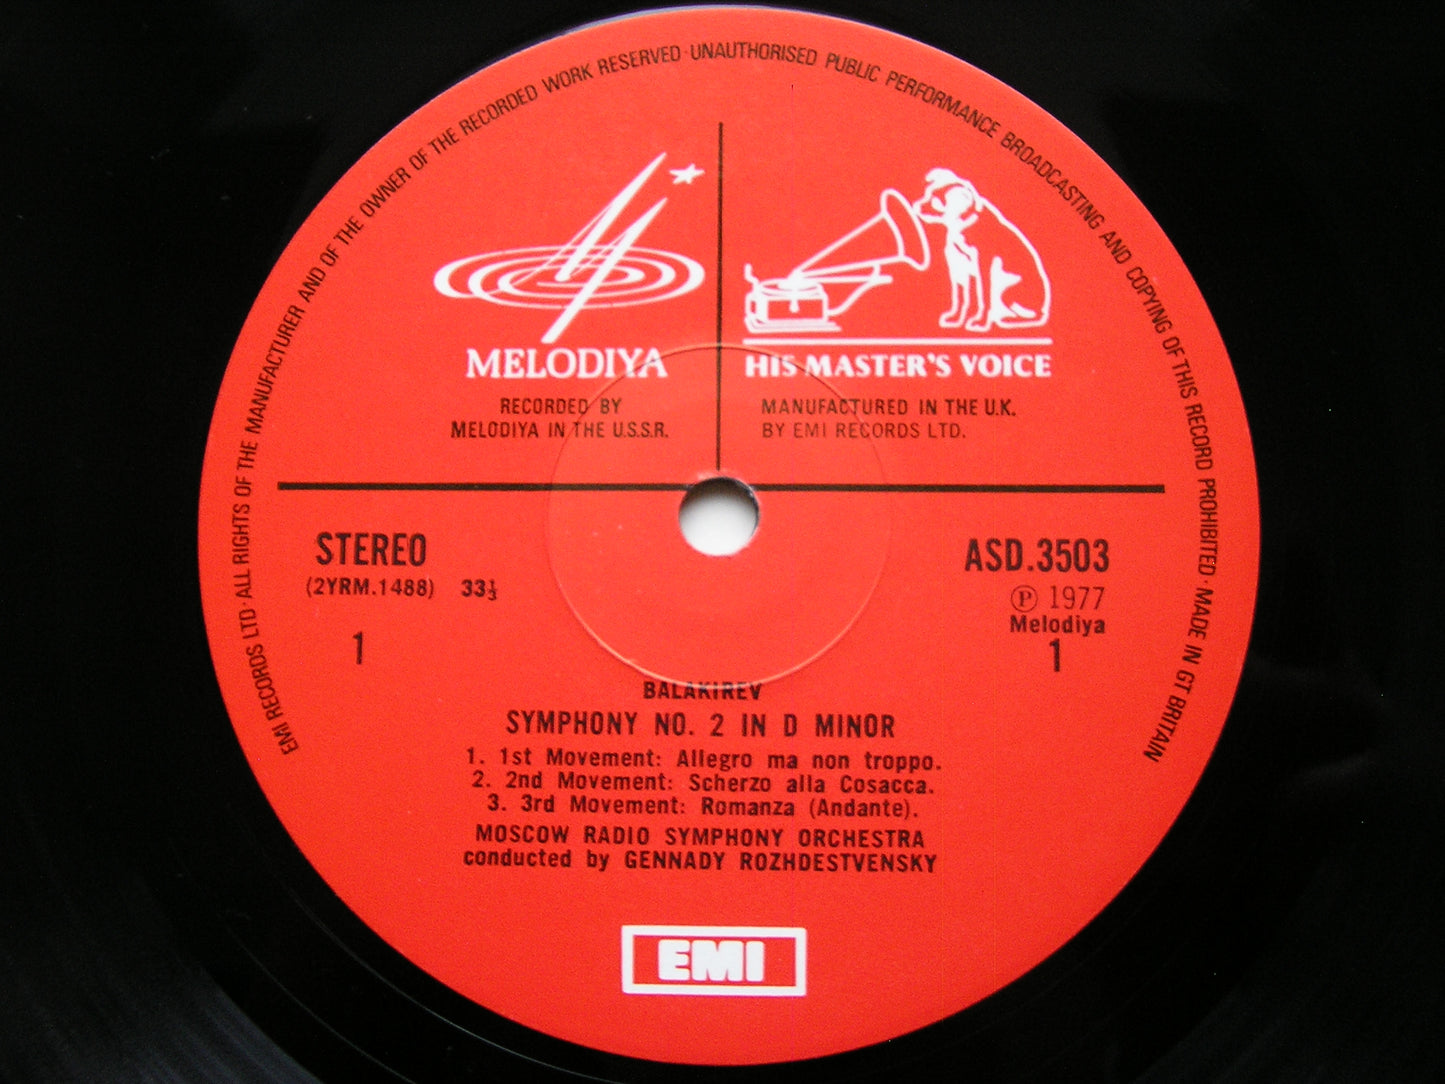 EMI RECORDS LTD · ALL RIGHTS OF THE MANUFACTURER AND OF THE OWNER OF THE RECORDED WORK RESERVED · UNAUTHORISED PUBLIC PERFORMANCE BROADCASTING AND COPYING OF THIS RECORD PROHIBITED · MADE IN GT BRITAIN
MELODIYA
RECORDED BY
MELODIYA IN THE U.S.S.R.
HIS MASTER'S VOICE
MANUFACTURED IN THE U.K.
BY EMI RECORDS LTD.
STEREO
(2YRM.1488) 33⅓
1
ASD.3503
℗ 1977
Melodiya
1
BALAKIREV
SYMPHONY NO. 2 IN D MINOR
1. 1st Movement: Allegro ma non troppo.
2. 2nd Movement: Scherzo alla Cosacca.
3. 3rd Movement: Romanza (Andante).
MOSCOW RADIO SYMPHONY ORCHESTRA
conducted by GENNADY ROZHDESTVENSKY
EMI